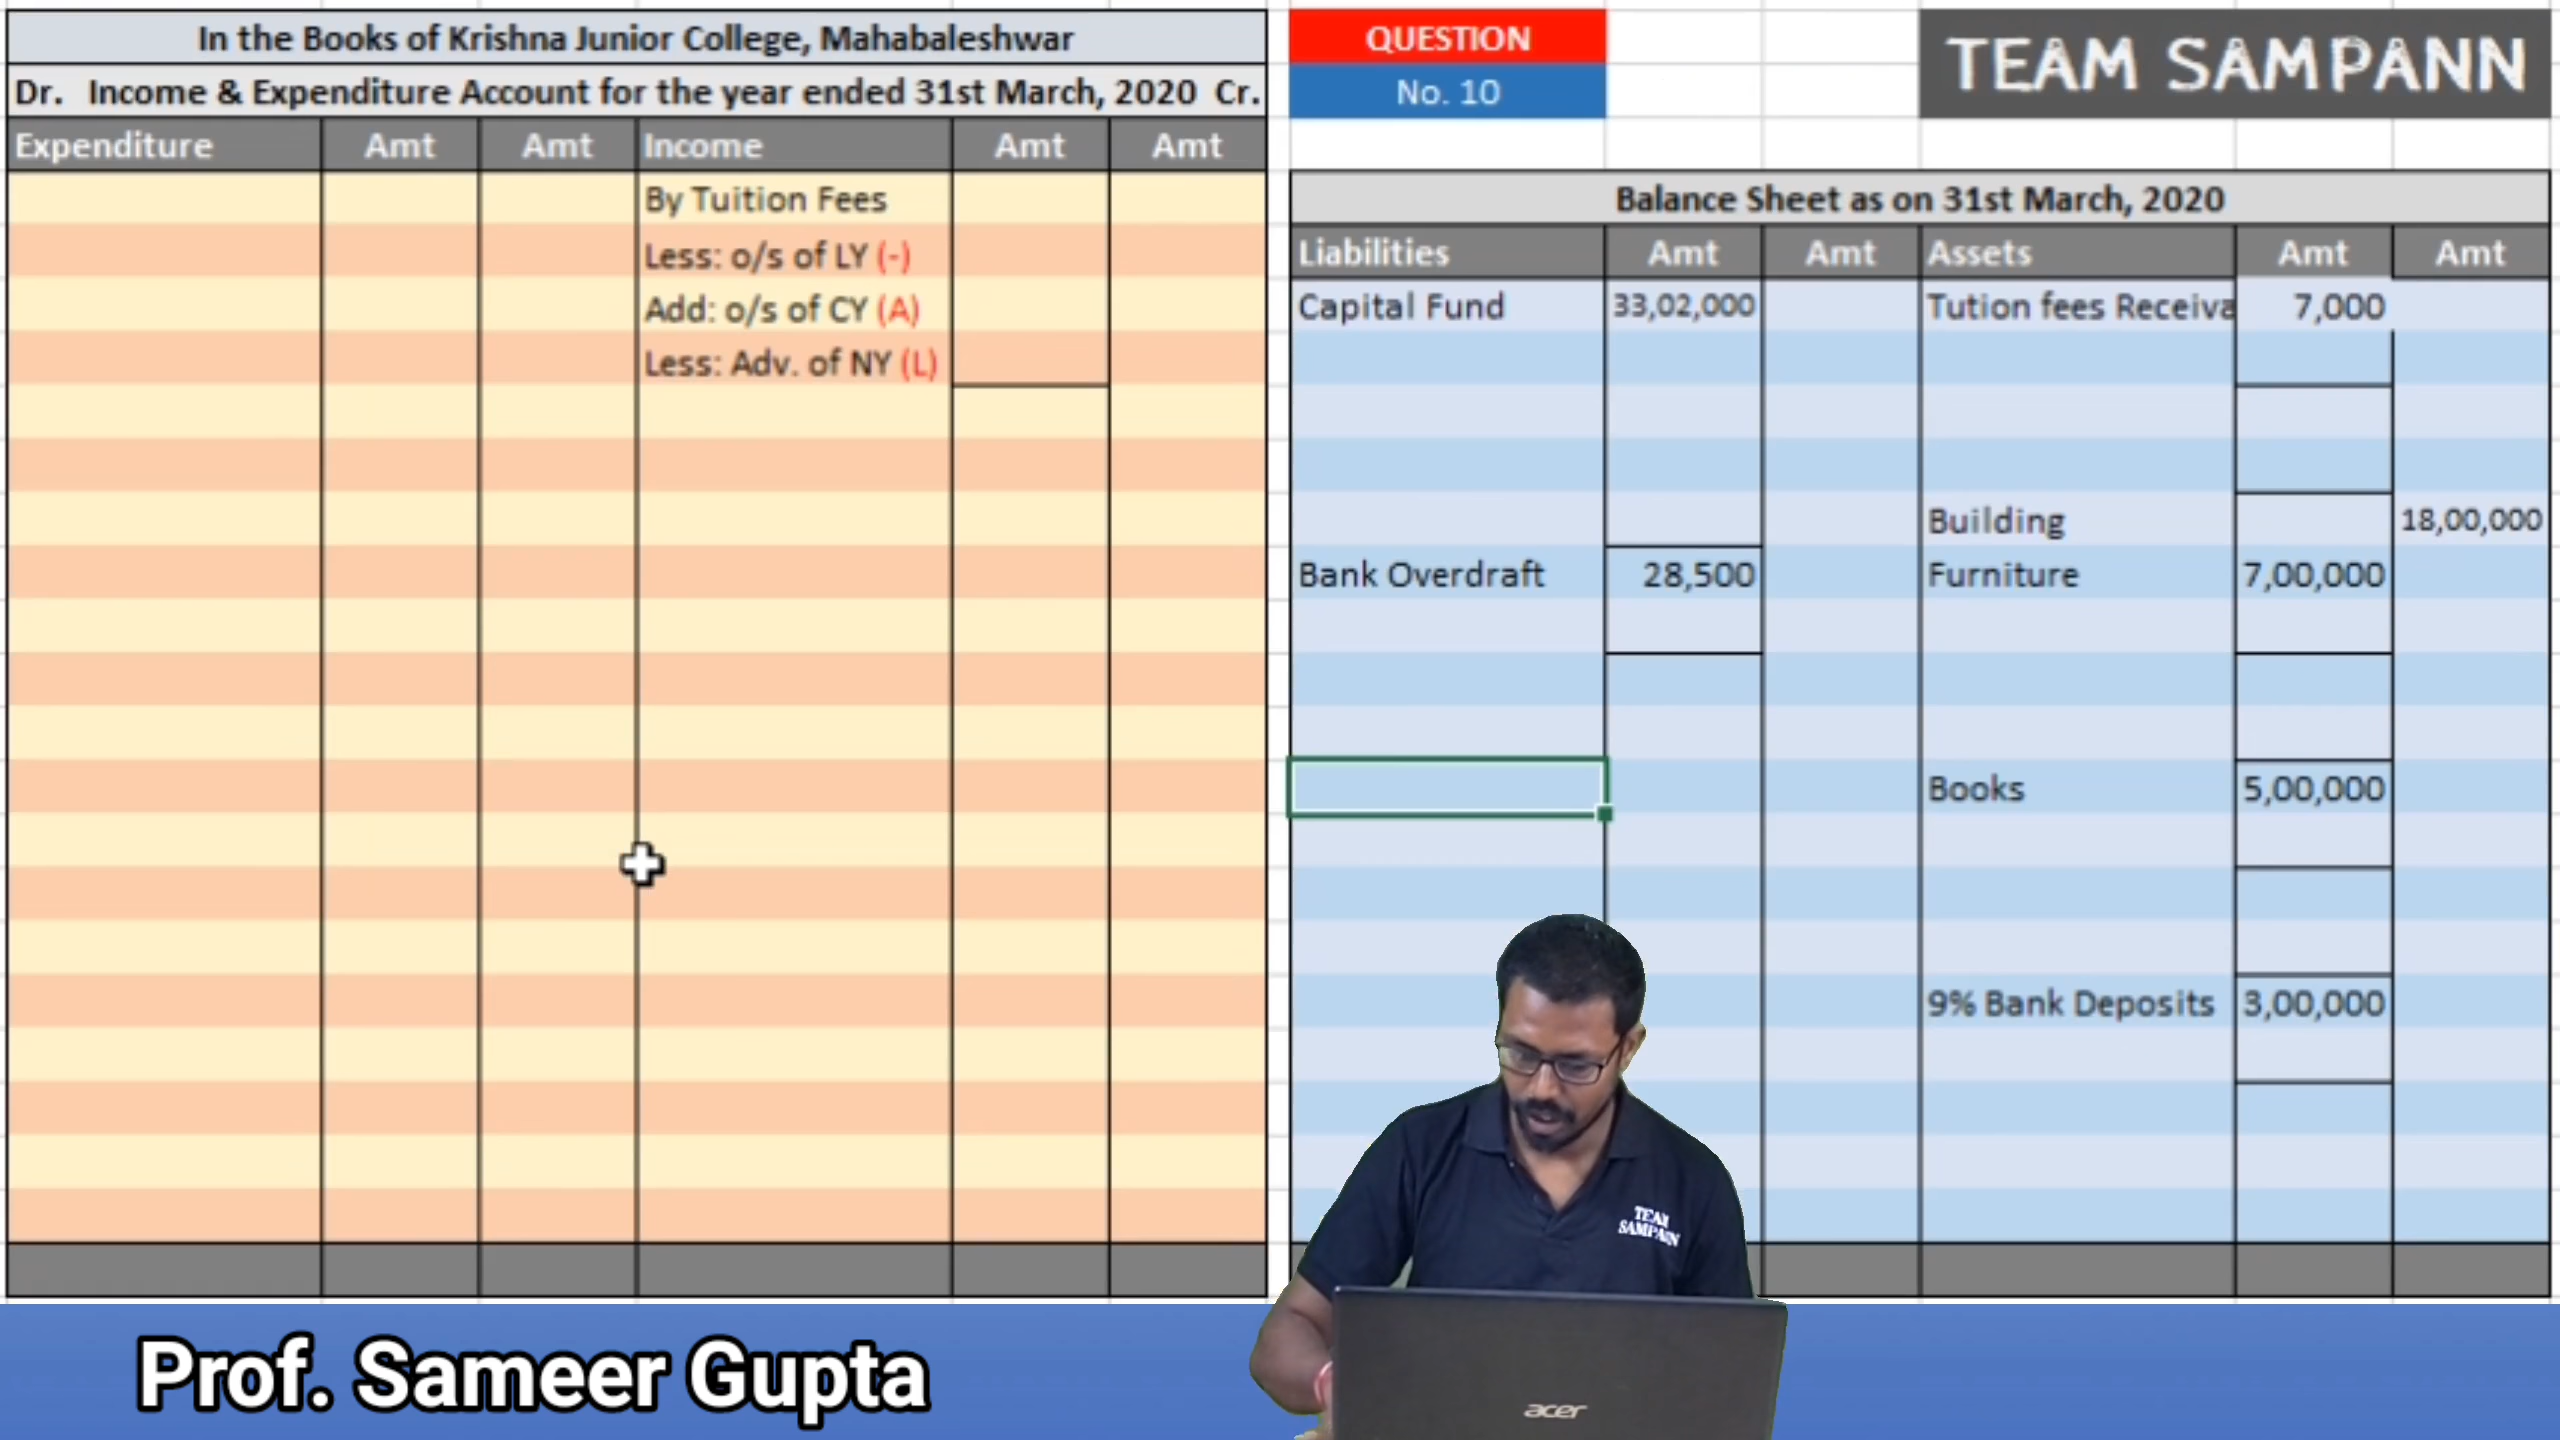 In the Books of Krishna Junior College, Mahabaleshwar
Dr. Income & Expenditure Account for the year ended 31st March, 2020 Cr.
Expenditure Amt Amt Income Amt Amt
By Tuition Fees
Less: o/s of LY (-)
Add: o/s of CY (A)
Less: Adv. of NY (L)
QUESTION
No. 10
TEAM SAMPANN
Balance Sheet as on 31st March, 2020
Liabilities Amt Amt Assets Amt Amt
Capital Fund 33,02,000 Tution fees Receiva 7,000
Building 18,00,000
Bank Overdraft 28,500 Furniture 7,00,000
Books 5,00,000
9% Bank Deposits 3,00,000
TEAM
SAMPANN
acer
Prof. Sameer Gupta